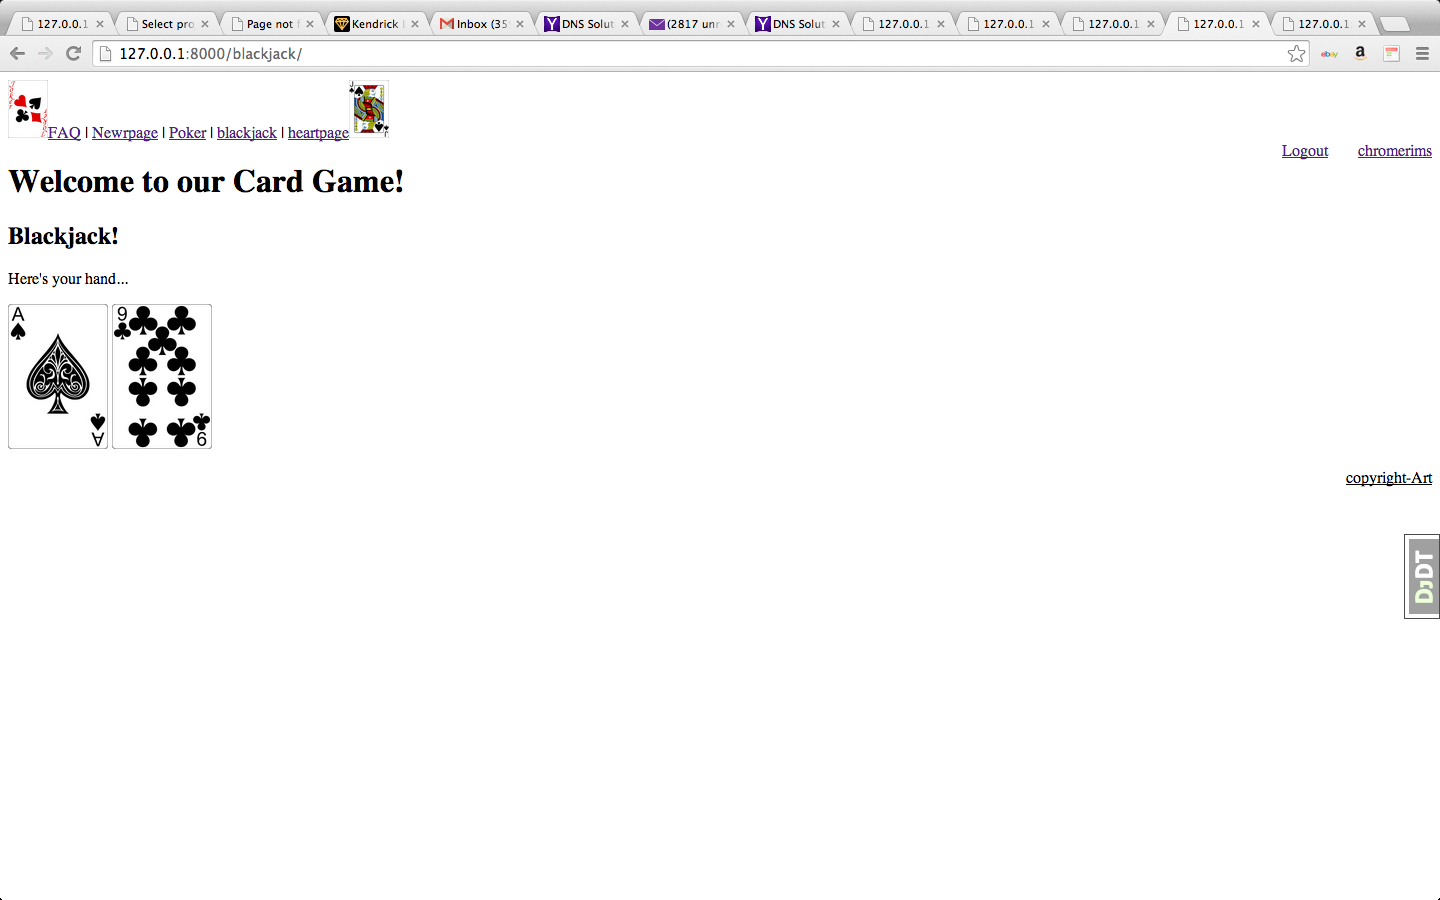 127.0.0.1 Select pro Page not f Kendrick Inbox (35 DNS Solut (2817 unr DNS Solut 127.0.0.1 127.0.0.1 127.0.0.1 127.0.0.1 127.0.0.1
127.0.0.1:8000/blackjack/ ebay a
FAQ | Newrpage | Poker | blackjack | heartpage
Logout chromerims
Welcome to our Card Game!
Blackjack!
Here's your hand...
A 9
A 9
copyright-Art
DJDT